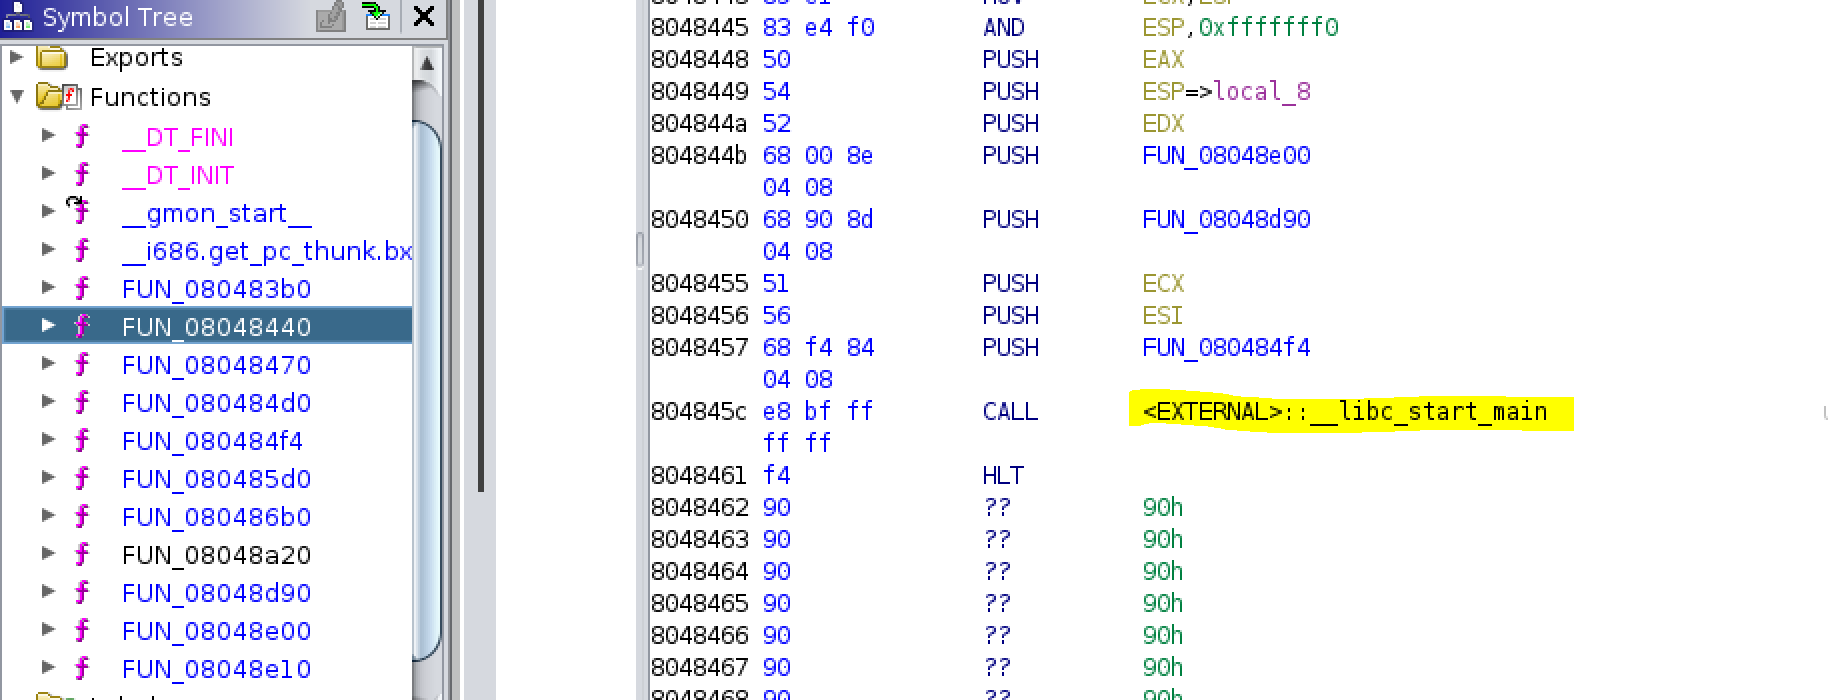 Symbol Tree
Exports
Functions
__DT_FINI
__DT_INIT
__gmon_start__
__i686.get_pc_thunk.bx
FUN_080483b0
FUN_08048440
FUN_08048470
FUN_080484d0
FUN_080484f4
FUN_080485d0
FUN_080486b0
FUN_08048a20
FUN_08048d90
FUN_08048e00
FUN_08048e10
8048445 83 e4 f0 AND ESP,0xfffffff0
8048448 50 PUSH EAX
8048449 54 PUSH ESP=>local_8
804844a 52 PUSH EDX
804844b 68 00 8e PUSH FUN_08048e00
04 08
8048450 68 90 8d PUSH FUN_08048d90
04 08
8048455 51 PUSH ECX
8048456 56 PUSH ESI
8048457 68 f4 84 PUSH FUN_080484f4
04 08
804845c e8 bf ff CALL <EXTERNAL>::__libc_start_main
ff ff
8048461 f4 HLT
8048462 90 ?? 90h
8048463 90 ?? 90h
8048464 90 ?? 90h
8048465 90 ?? 90h
8048466 90 ?? 90h
8048467 90 ?? 90h
8048468 90 ?? 90h